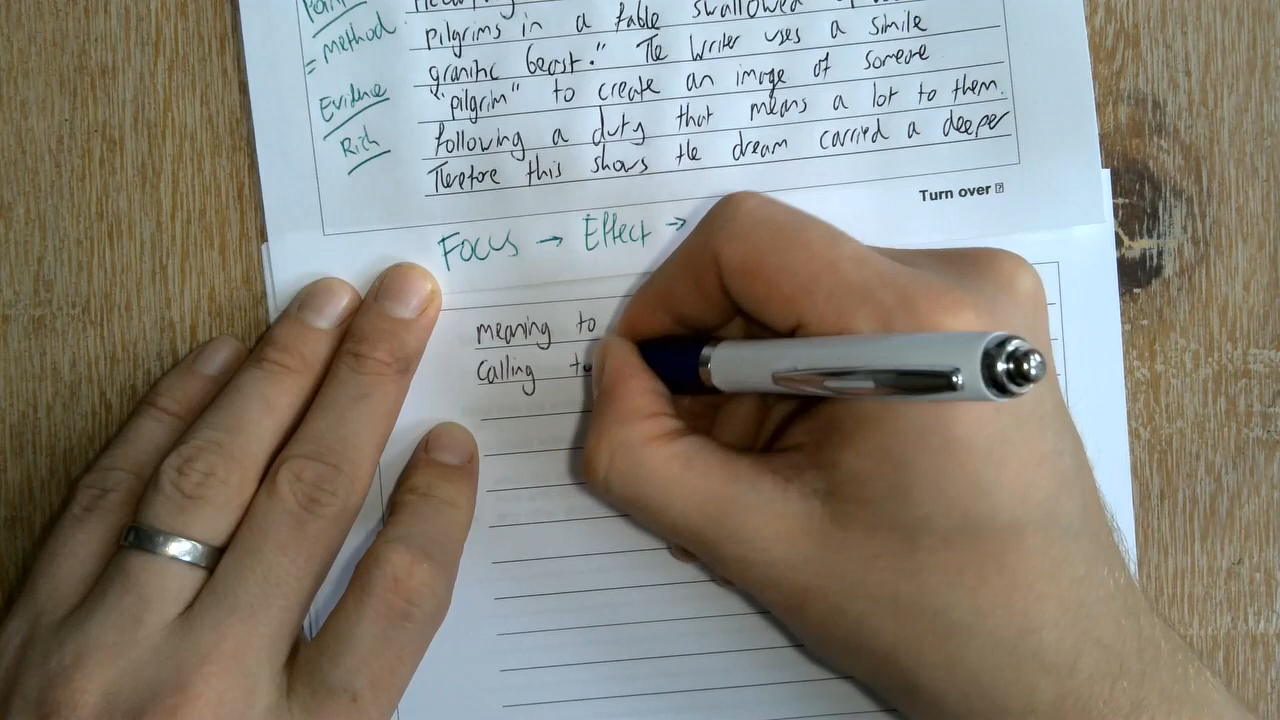 Point
= Method
pilgrims in a fable swallowed
granitic beast." The writer uses a simile
Evidence
"pilgrim" to create an image of someone
Rich
following a duty that means a lot to them.
Therefore this shows the dream carried a deeper
Turn over
Focus → Effect →
meaning to
calling to